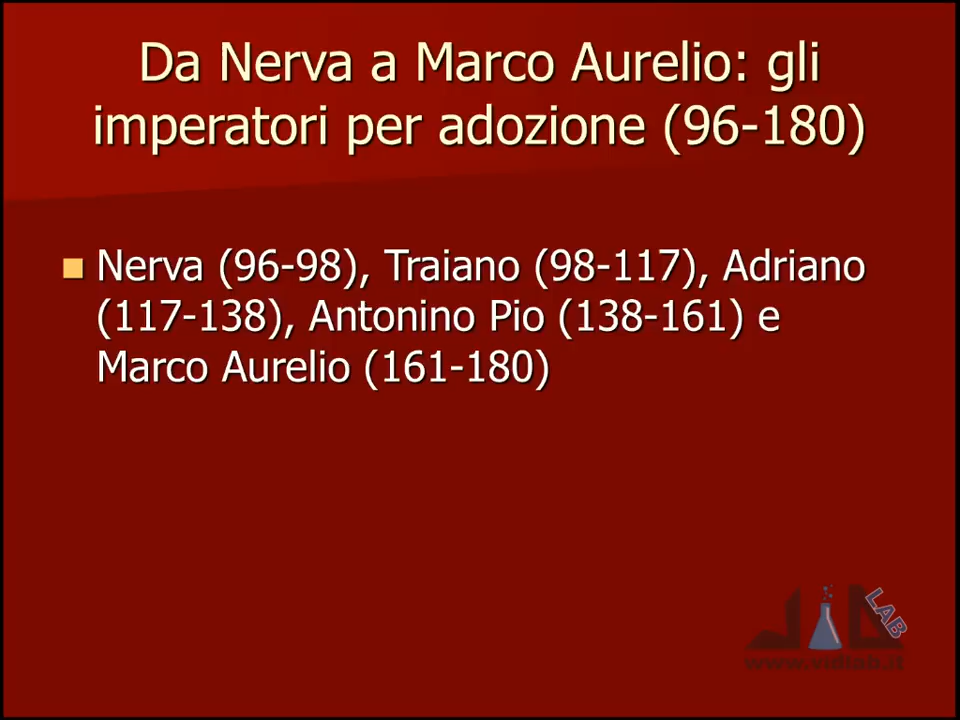 Da Nerva a Marco Aurelio: gli
imperatori per adozione (96-180)
Nerva (96-98), Traiano (98-117), Adriano
(117-138), Antonino Pio (138-161) e
Marco Aurelio (161-180)
LAB
www.vidlab.it